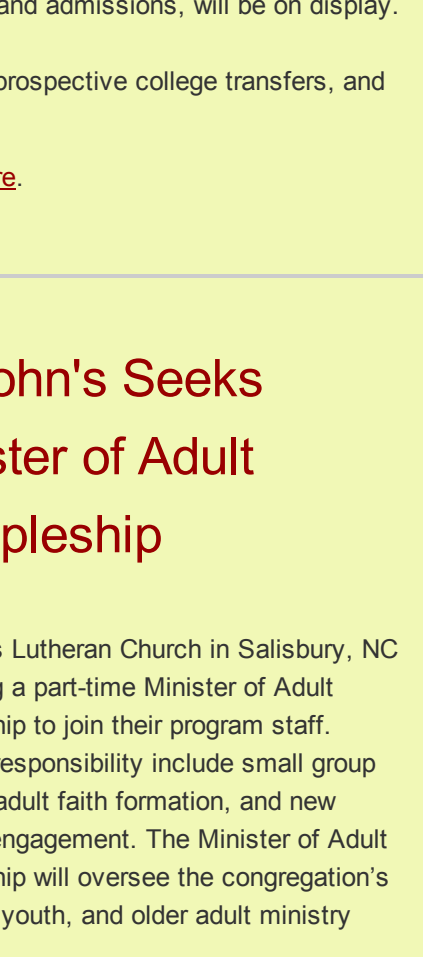 and admissions, will be on display.
prospective college transfers, and
re.
ohn's Seeks
ster of Adult
pleship
s Lutheran Church in Salisbury, NC
g a part-time Minister of Adult
hip to join their program staff.
responsibility include small group
adult faith formation, and new
engagement. The Minister of Adult
hip will oversee the congregation's
youth, and older adult ministry